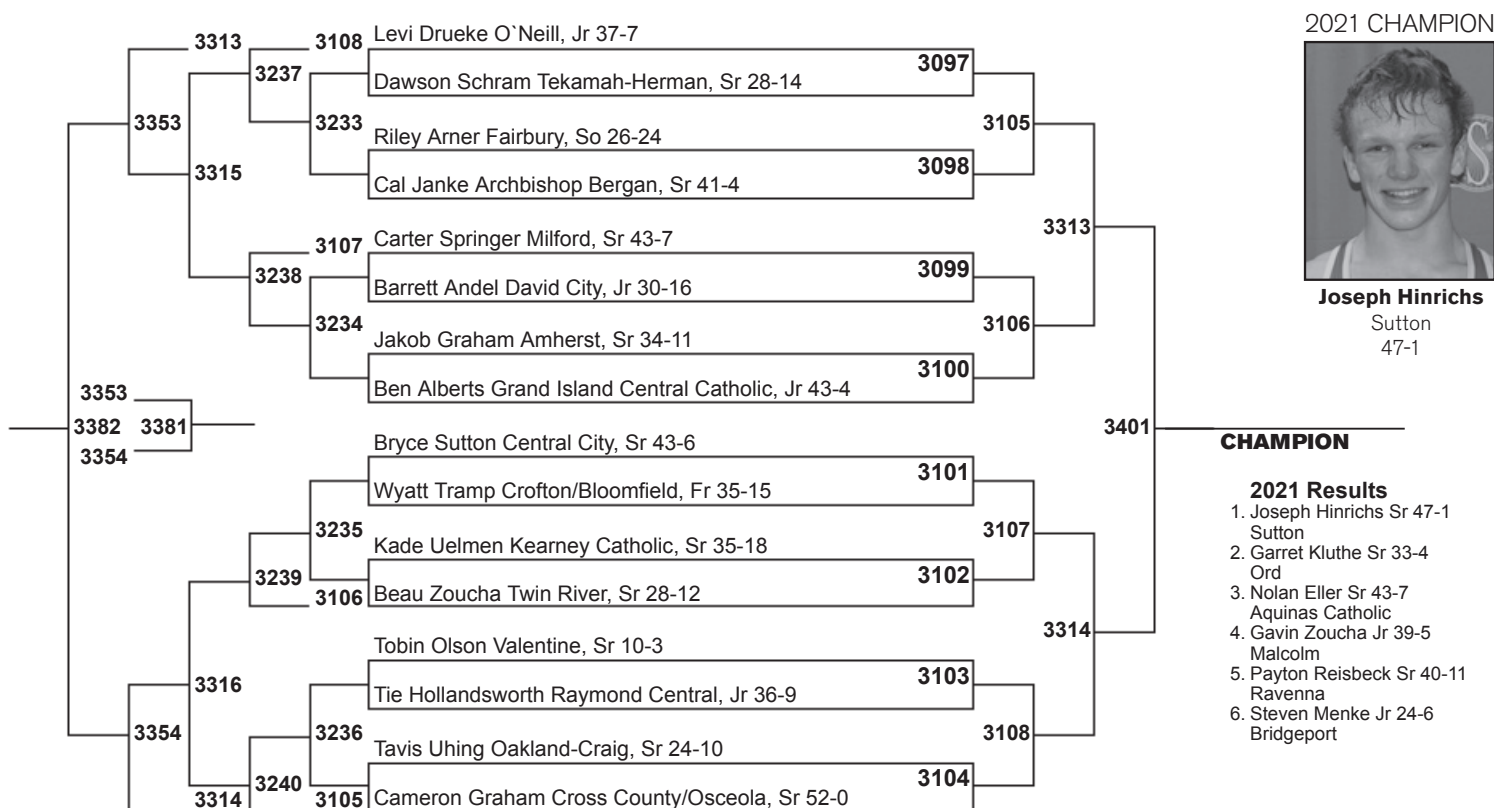 2021 CHAMPION
3313
3108
Levi Drueke O`Neill, Jr 37-7
3237
3097
Dawson Schram Tekamah-Herman, Sr 28-14
3353
3233
3105
Riley Arner Fairbury, So 26-24
3315
3098
Cal Janke Archbishop Bergan, Sr 41-4
3313
3107
Carter Springer Milford, Sr 43-7
3238
3099
Barrett Andel David City, Jr 30-16
Joseph Hinrichs
Sutton
47-1
3234
3106
Jakob Graham Amherst, Sr 34-11
3100
Ben Alberts Grand Island Central Catholic, Jr 43-4
3353
3382
3381
3354
3401
CHAMPION
Bryce Sutton Central City, Sr 43-6
3101
Wyatt Tramp Crofton/Bloomfield, Fr 35-15
3235
3107
Kade Uelmen Kearney Catholic, Sr 35-18
3239
3102
3106
Beau Zoucha Twin River, Sr 28-12
3314
Tobin Olson Valentine, Sr 10-3
3316
3103
Tie Hollandsworth Raymond Central, Jr 36-9
3354
3236
3108
Tavis Uhing Oakland-Craig, Sr 24-10
3240
3104
3314
3105
Cameron Graham Cross County/Osceola, Sr 52-0
2021 Results
1. Joseph Hinrichs Sr 47-1
Sutton
2. Garret Kluthe Sr 33-4
Ord
3. Nolan Eller Sr 43-7
Aquinas Catholic
4. Gavin Zoucha Jr 39-5
Malcolm
5. Payton Reisbeck Sr 40-11
Ravenna
6. Steven Menke Jr 24-6
Bridgeport
S